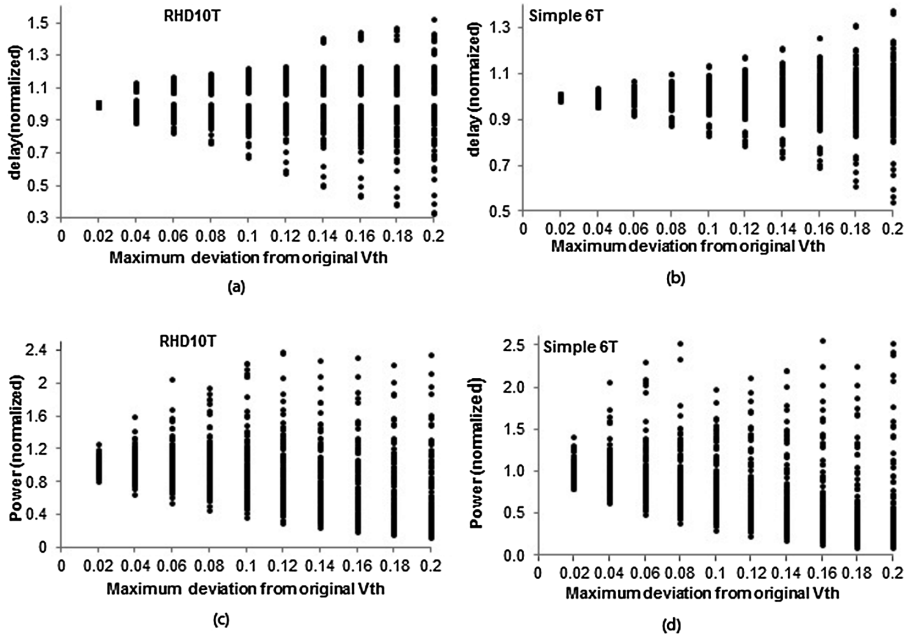 RHD10T
delay(normalized)
1.5
1.3
1.1
0.9
0.7
0.5
0.3
0 0.02 0.04 0.06 0.08 0.1 0.12 0.14 0.16 0.18 0.2
Maximum deviation from original Vth
(a)
Simple 6T
delay (normaized)
1.3
1.1
0.9
0.7
0.5
0 0.02 0.04 0.06 0.08 0.1 0.12 0.14 0.16 0.18 0.2
Maximum deviation from original Vth
(b)
RHD10T
Power (normalized)
2.4
2
1.6
1.2
0.8
0.4
0
0 0.02 0.04 0.06 0.08 0.1 0.12 0.14 0.16 0.18 0.2
Maximum deviation from original Vth
(c)
Simple 6T
Power (normalized)
2.5
2.0
1.5
1.0
0.5
0.0
0 0.02 0.04 0.06 0.08 0.1 0.12 0.14 0.16 0.18 0.2
Maximum deviation from original Vth
(d)